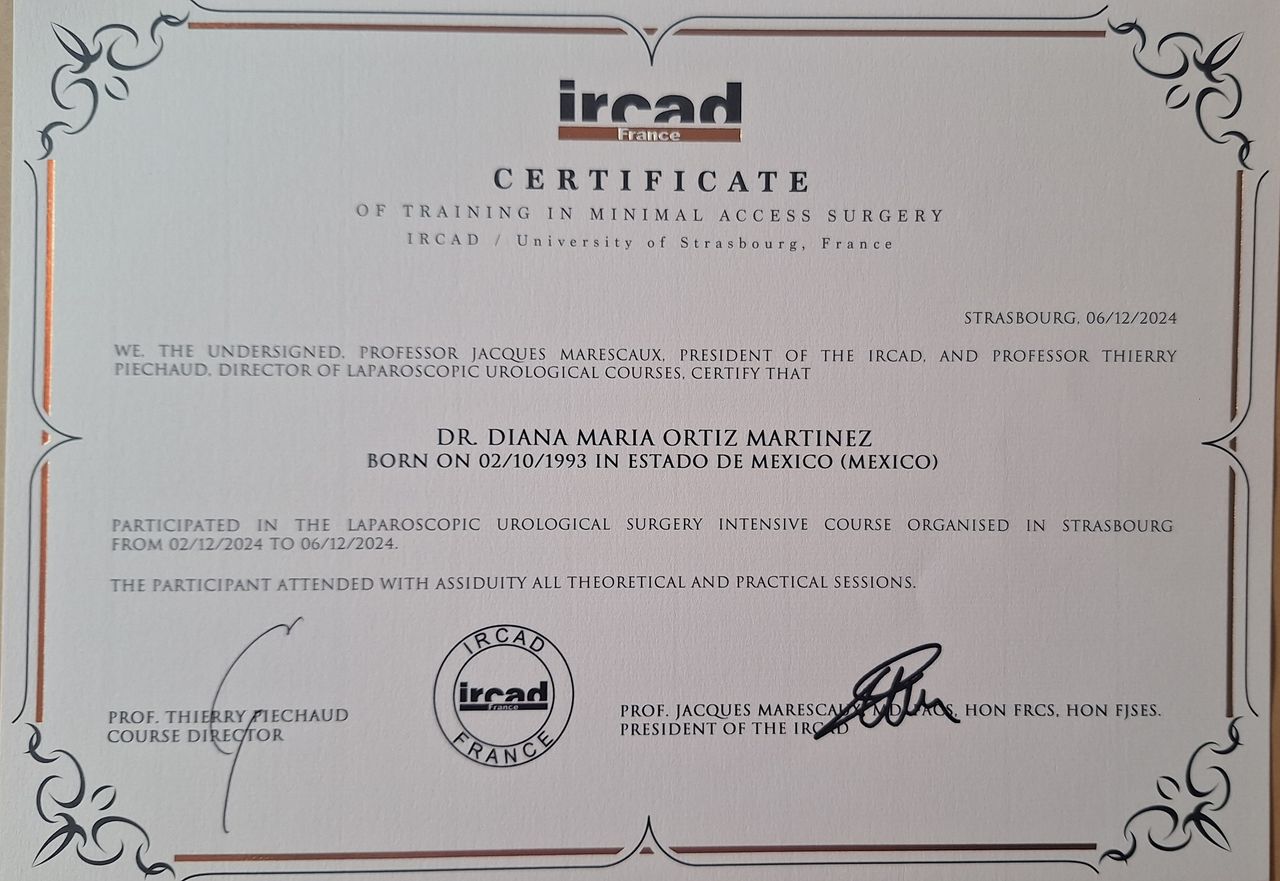 ircad
France
CERTIFICATE
OF TRAINING IN MINIMAL ACCESS SURGERY
IRCAD / University of Strasbourg, France
STRASBOURG, 06/12/2024
WE, THE UNDERSIGNED, PROFESSOR JACQUES MARESCAUX, PRESIDENT OF THE IRCAD, AND PROFESSOR THIERRY
PIECHAUD, DIRECTOR OF LAPAROSCOPIC UROLOGICAL COURSES, CERTIFY THAT
DR. DIANA MARIA ORTIZ MARTINEZ
BORN ON 02/10/1993 IN ESTADO DE MEXICO (MEXICO)
PARTICIPATED IN THE LAPAROSCOPIC UROLOGICAL SURGERY INTENSIVE COURSE ORGANISED IN STRASBOURG
FROM 02/12/2024 TO 06/12/2024.
THE PARTICIPANT ATTENDED WITH ASSIDUITY ALL THEORETICAL AND PRACTICAL SESSIONS.
PROF. THIERRY PIECHAUD
COURSE DIRECTOR
IRCAD
ircad
France
FRANCE
PROF. JACQUES MARESCAUX, MD, FACS, HON FRCS, HON FJSES.
PRESIDENT OF THE IRCAD